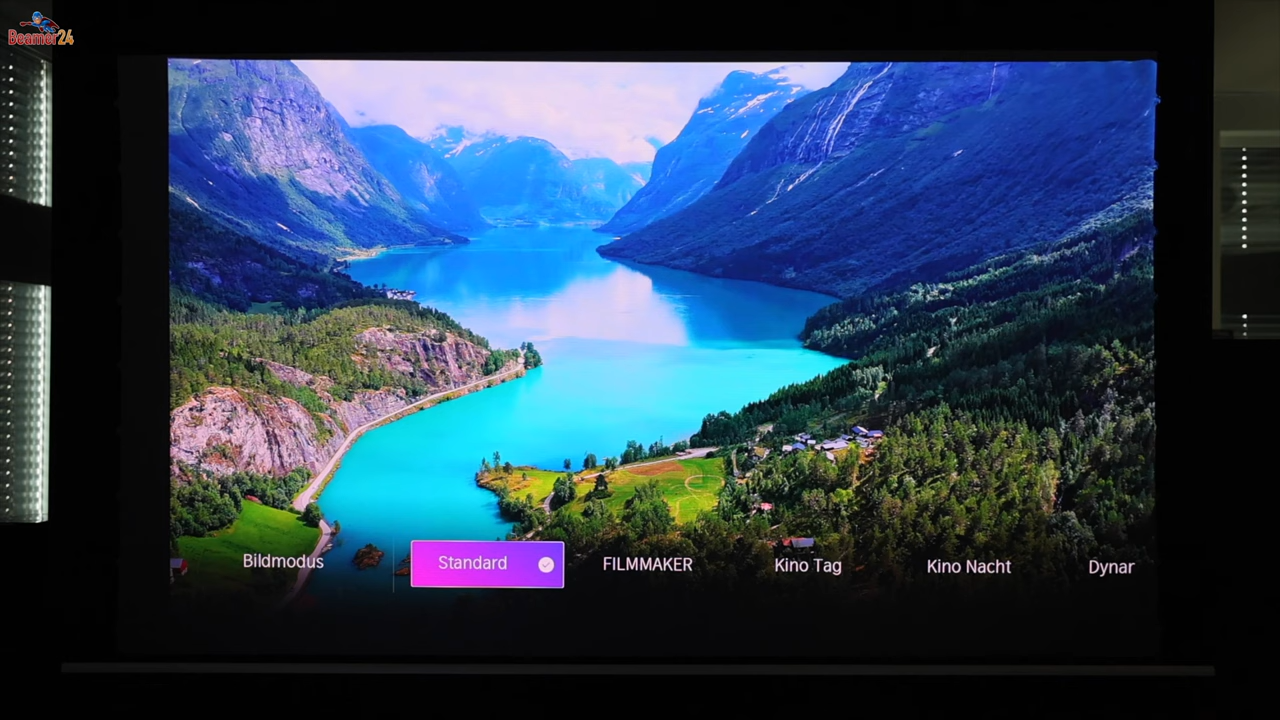 Beamer24
Bildmodus
Standard
FILMMAKER
Kino Tag
Kino Nacht
Dynar